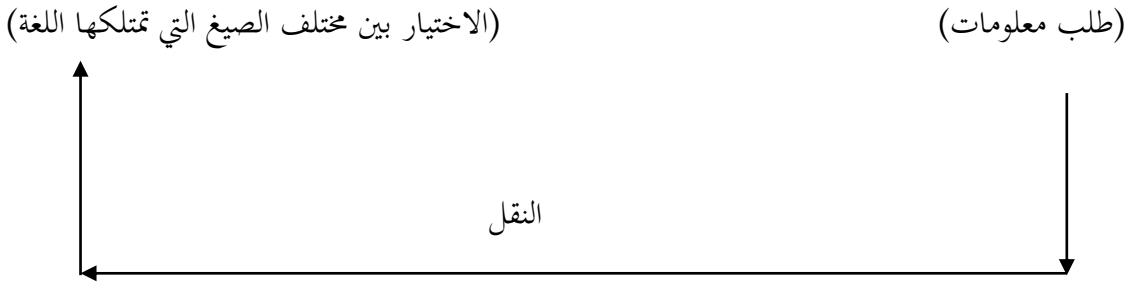 (طلب معلومات) (الاختيار بين مختلف الصيغ التي تمتلكها اللغة)
النقل